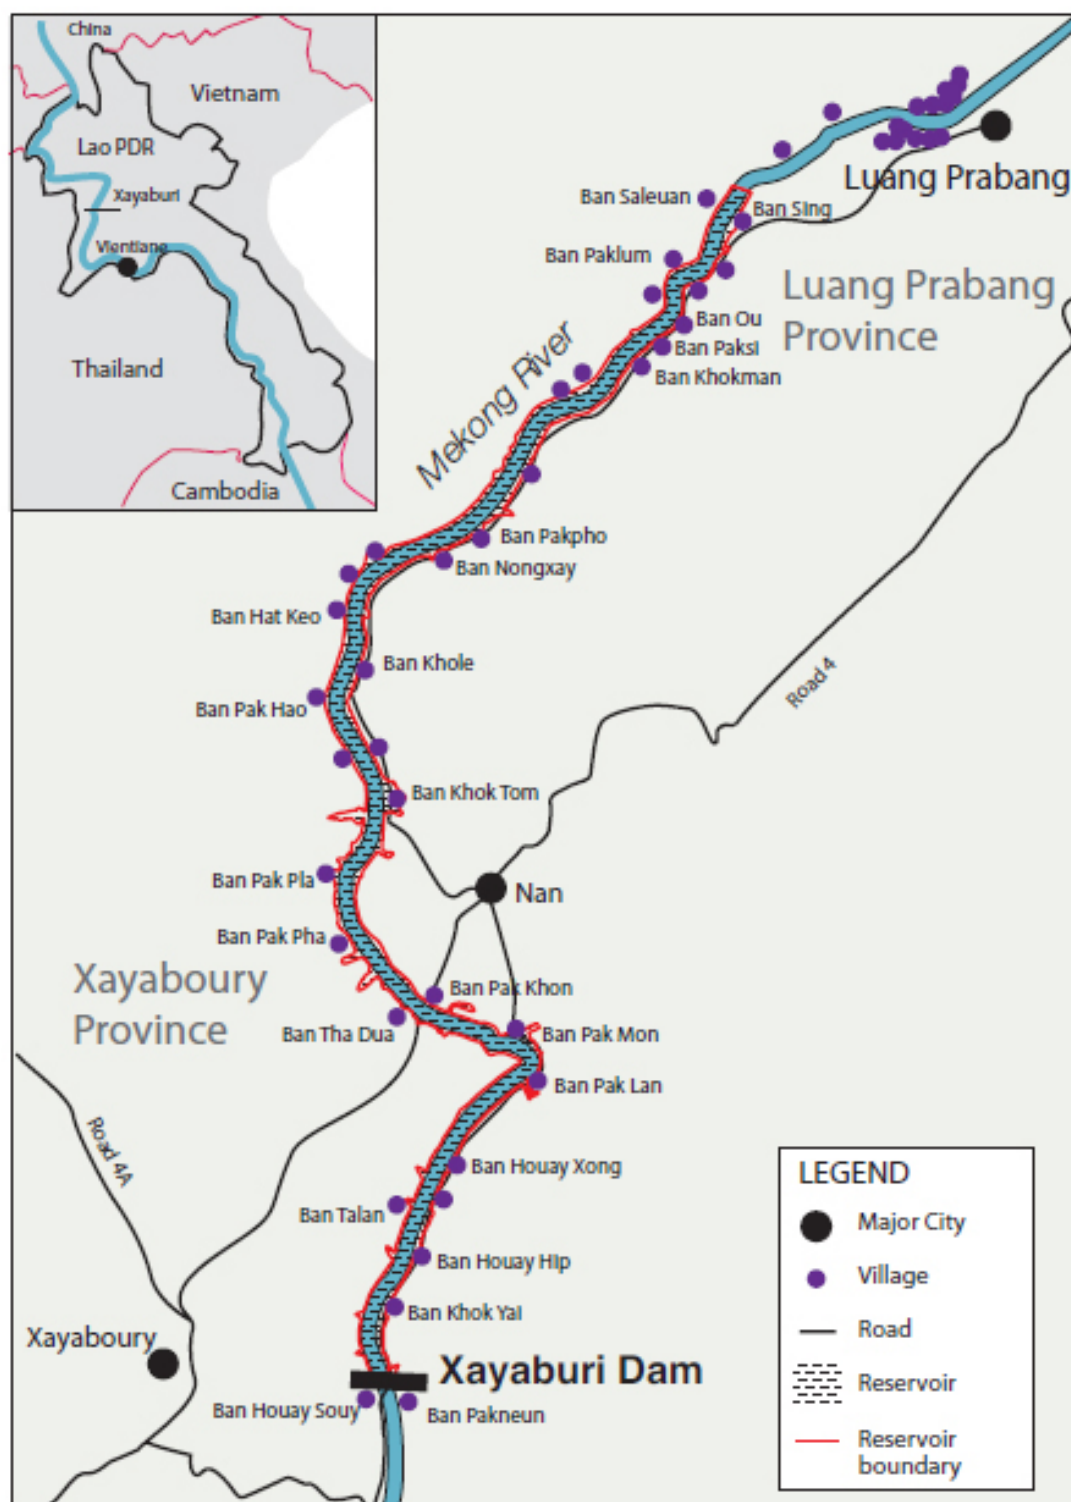 China
Vietnam
Lao PDR
Xayaburi
Vientiane
Thailand
Cambodia
Luang Prabang
Ban Saleuan
Ban Sing
Ban Paklum
Luang Prabang
Province
Ban Ou
Ban Paksi
Ban Khokman
Mekong River
Ban Pakpho
Ban Nongxay
Ban Hat Keo
Ban Khole
Ban Pak Hao
Road 4
Ban Khok Tom
Ban Pak Pla
Nan
Ban Pak Pha
Xayaboury
Province
Ban Pak Khon
Ban Tha Dua
Ban Pak Mon
Ban Pak Lan
Road 4A
Ban Houay Xong
Ban Talan
Ban Houay Hip
Ban Khok Yai
Xayaboury
Xayaburi Dam
Ban Houay Souy
Ban Pakneun
LEGEND
Major City
Village
Road
Reservoir
Reservoir
boundary